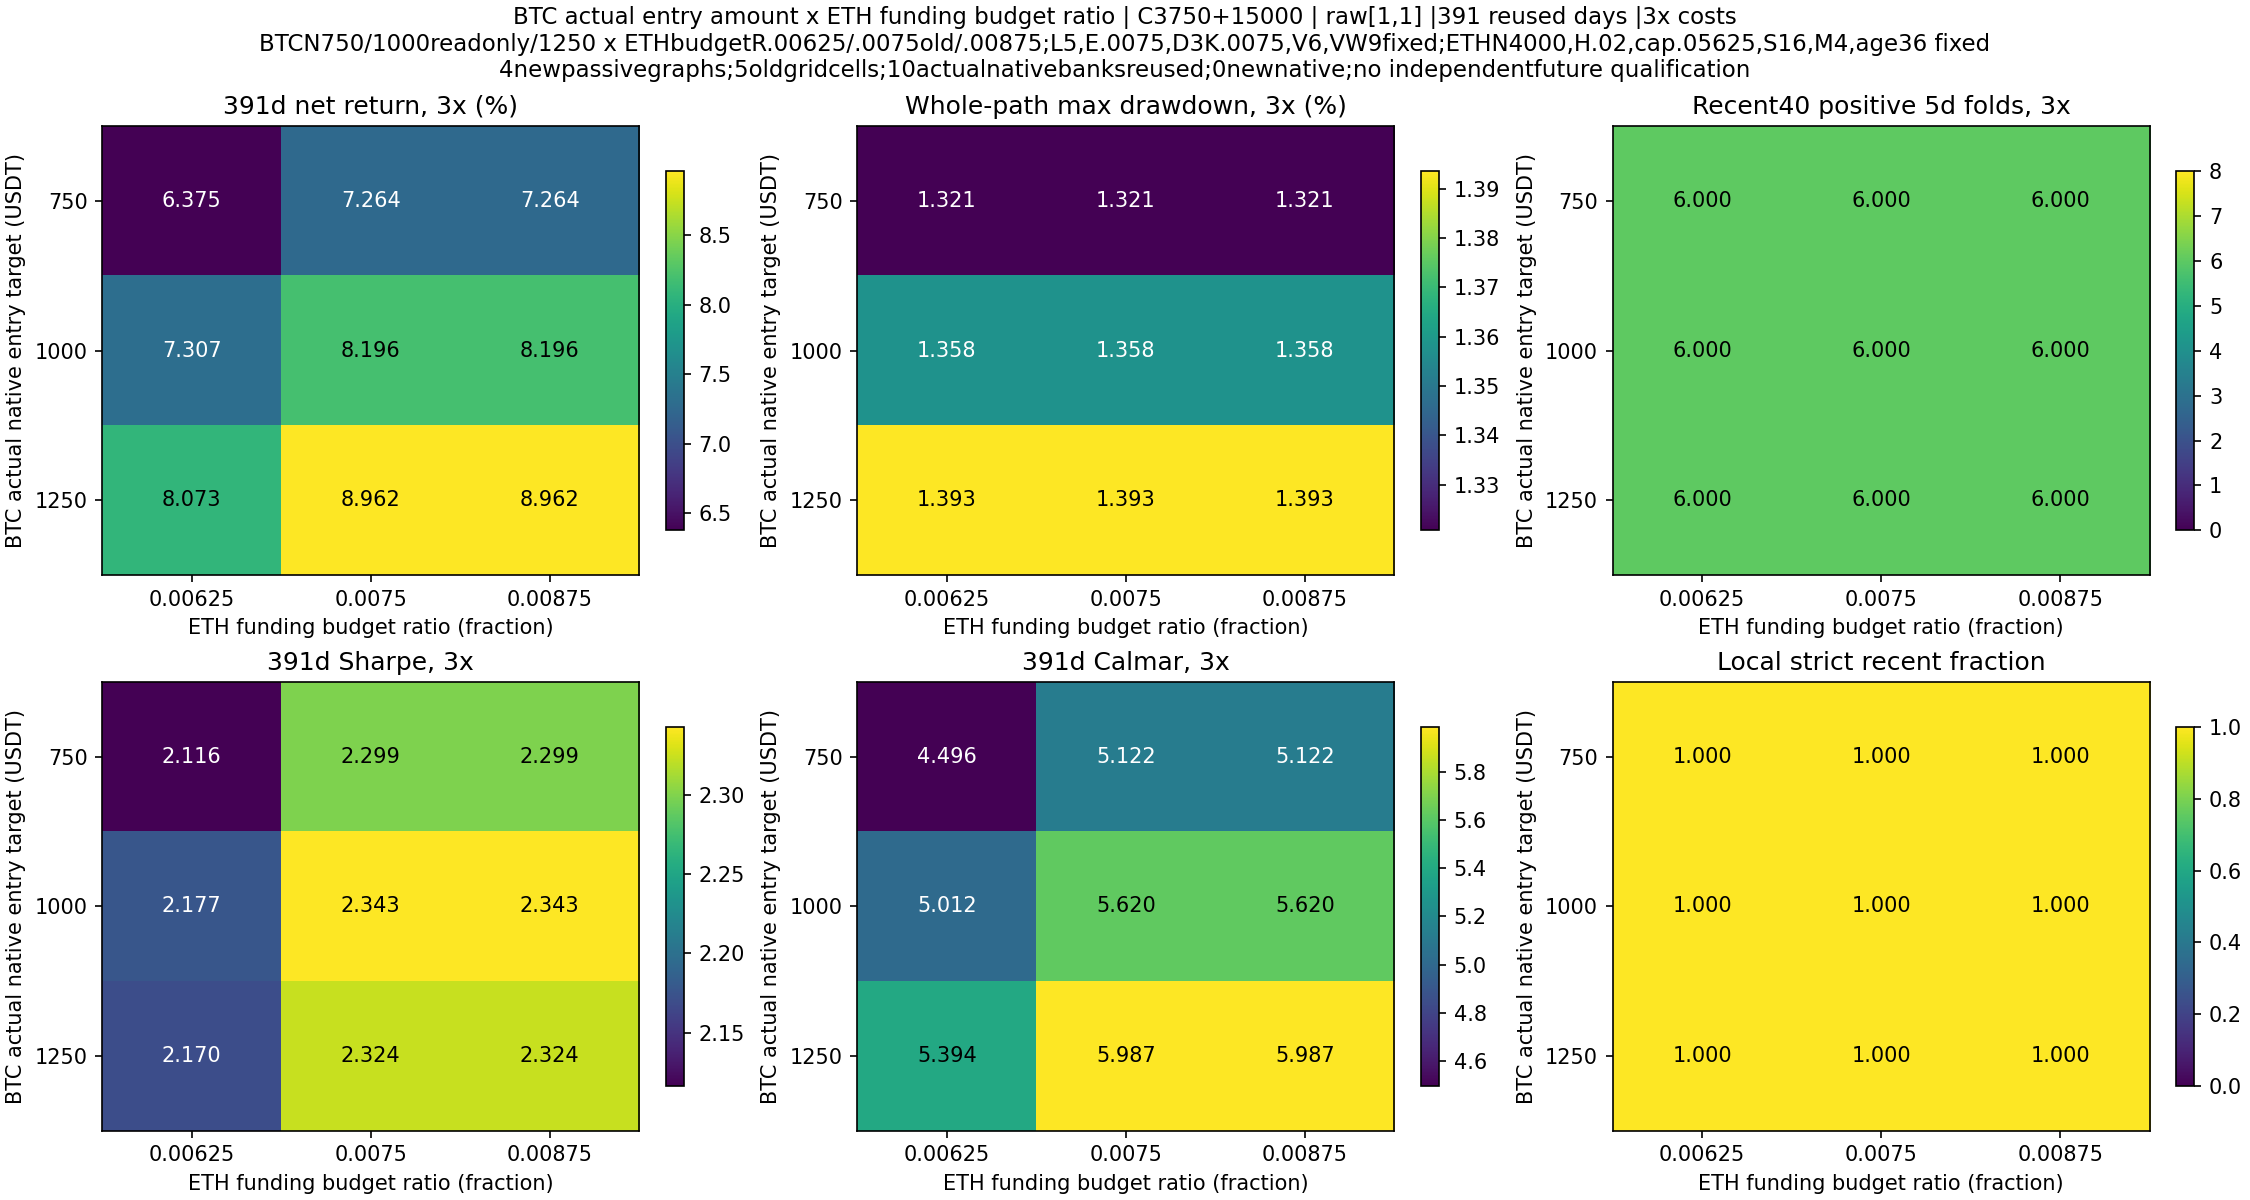 BTC actual entry amount x ETH funding budget ratio | C3750+15000 | raw[1,1] |391 reused days |3x costs
BTCN750/1000readonly/1250 x ETHbudgetR.00625/.0075old/.00875;L5,E.0075,D3K.0075,V6,VW9fixed;ETHN4000,H.02,cap.05625,S16,M4,age36 fixed
4newpassivegraphs;5oldgridcells;10actualnativebanksreused;0newnative;no independentfuture qualification
391d net return, 3x (%)
BTC actual native entry target (USDT)
750
1000
1250
6.375 7.264 7.264
7.307 8.196 8.196
8.073 8.962 8.962
0.00625 0.0075 0.00875
ETH funding budget ratio (fraction)
8.5
8.0
7.5
7.0
6.5
Whole-path max drawdown, 3x (%)
BTC actual native entry target (USDT)
750
1000
1250
1.321 1.321 1.321
1.358 1.358 1.358
1.393 1.393 1.393
0.00625 0.0075 0.00875
ETH funding budget ratio (fraction)
1.39
1.38
1.37
1.36
1.35
1.34
1.33
Recent40 positive 5d folds, 3x
BTC actual native entry target (USDT)
750
1000
1250
6.000 6.000 6.000
6.000 6.000 6.000
6.000 6.000 6.000
0.00625 0.0075 0.00875
ETH funding budget ratio (fraction)
8
7
6
5
4
3
2
1
0
391d Sharpe, 3x
BTC actual native entry target (USDT)
750
1000
1250
2.116 2.299 2.299
2.177 2.343 2.343
2.170 2.324 2.324
0.00625 0.0075 0.00875
ETH funding budget ratio (fraction)
2.30
2.25
2.20
2.15
391d Calmar, 3x
BTC actual native entry target (USDT)
750
1000
1250
4.496 5.122 5.122
5.012 5.620 5.620
5.394 5.987 5.987
0.00625 0.0075 0.00875
ETH funding budget ratio (fraction)
5.8
5.6
5.4
5.2
5.0
4.8
4.6
Local strict recent fraction
BTC actual native entry target (USDT)
750
1000
1250
1.000 1.000 1.000
1.000 1.000 1.000
1.000 1.000 1.000
0.00625 0.0075 0.00875
ETH funding budget ratio (fraction)
1.0
0.8
0.6
0.4
0.2
0.0